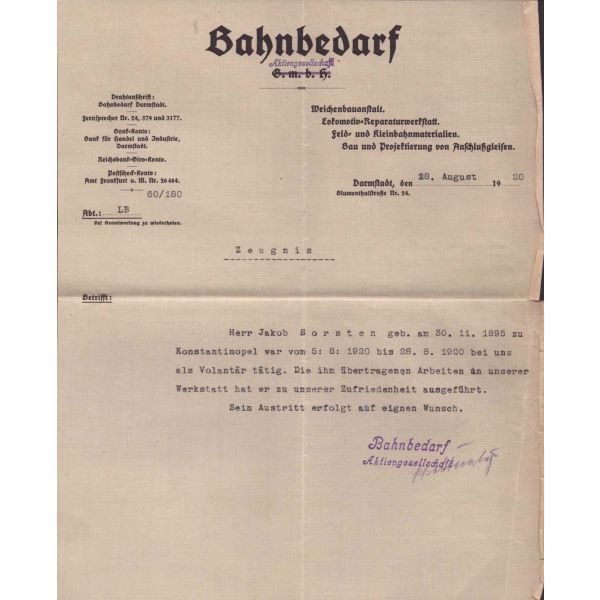 Bahnbedarf
Aktiengesellschaft
G. m. b. H.
Drahtanschrift:
Bahnbedarf Darmstadt.
Fernsprecher Nr. 24, 579 und 3177.
Bank-Konto:
Bank für Handel und Industrie,
Darmstadt.
Reichsbank-Giro-Konto.
Postscheck-Konto:
Amt Frankfurt a. M. Nr. 26464.
60/180
Abt.: LB
Bei Beantwortung zu wiederholen.
Weichenbauanstalt.
Lokomotiv-Reparaturwerkstatt.
Feld- und Kleinbahnmaterialien.
Bau und Projektierung von Anschlußgleisen.
Darmstadt, den 28. August 19 20
Blumenthalstraße Nr. 24.
Zeugnis
Betrifft:
Herr Jakob Sorsten geb. am 30. 11. 1895 zu
Konstantinopel war vom 5: 8: 1920 bis 28. 8. 1920 bei uns
als Volantär tätig. Die ihm übertragenen Arbeiten in unserer
Werkstatt hat er zu unserer Zufriedenheit ausgeführt.
Sein Austritt erfolgt auf eignen Wunsch.
Bahnbedarf
Aktiengesellschaft